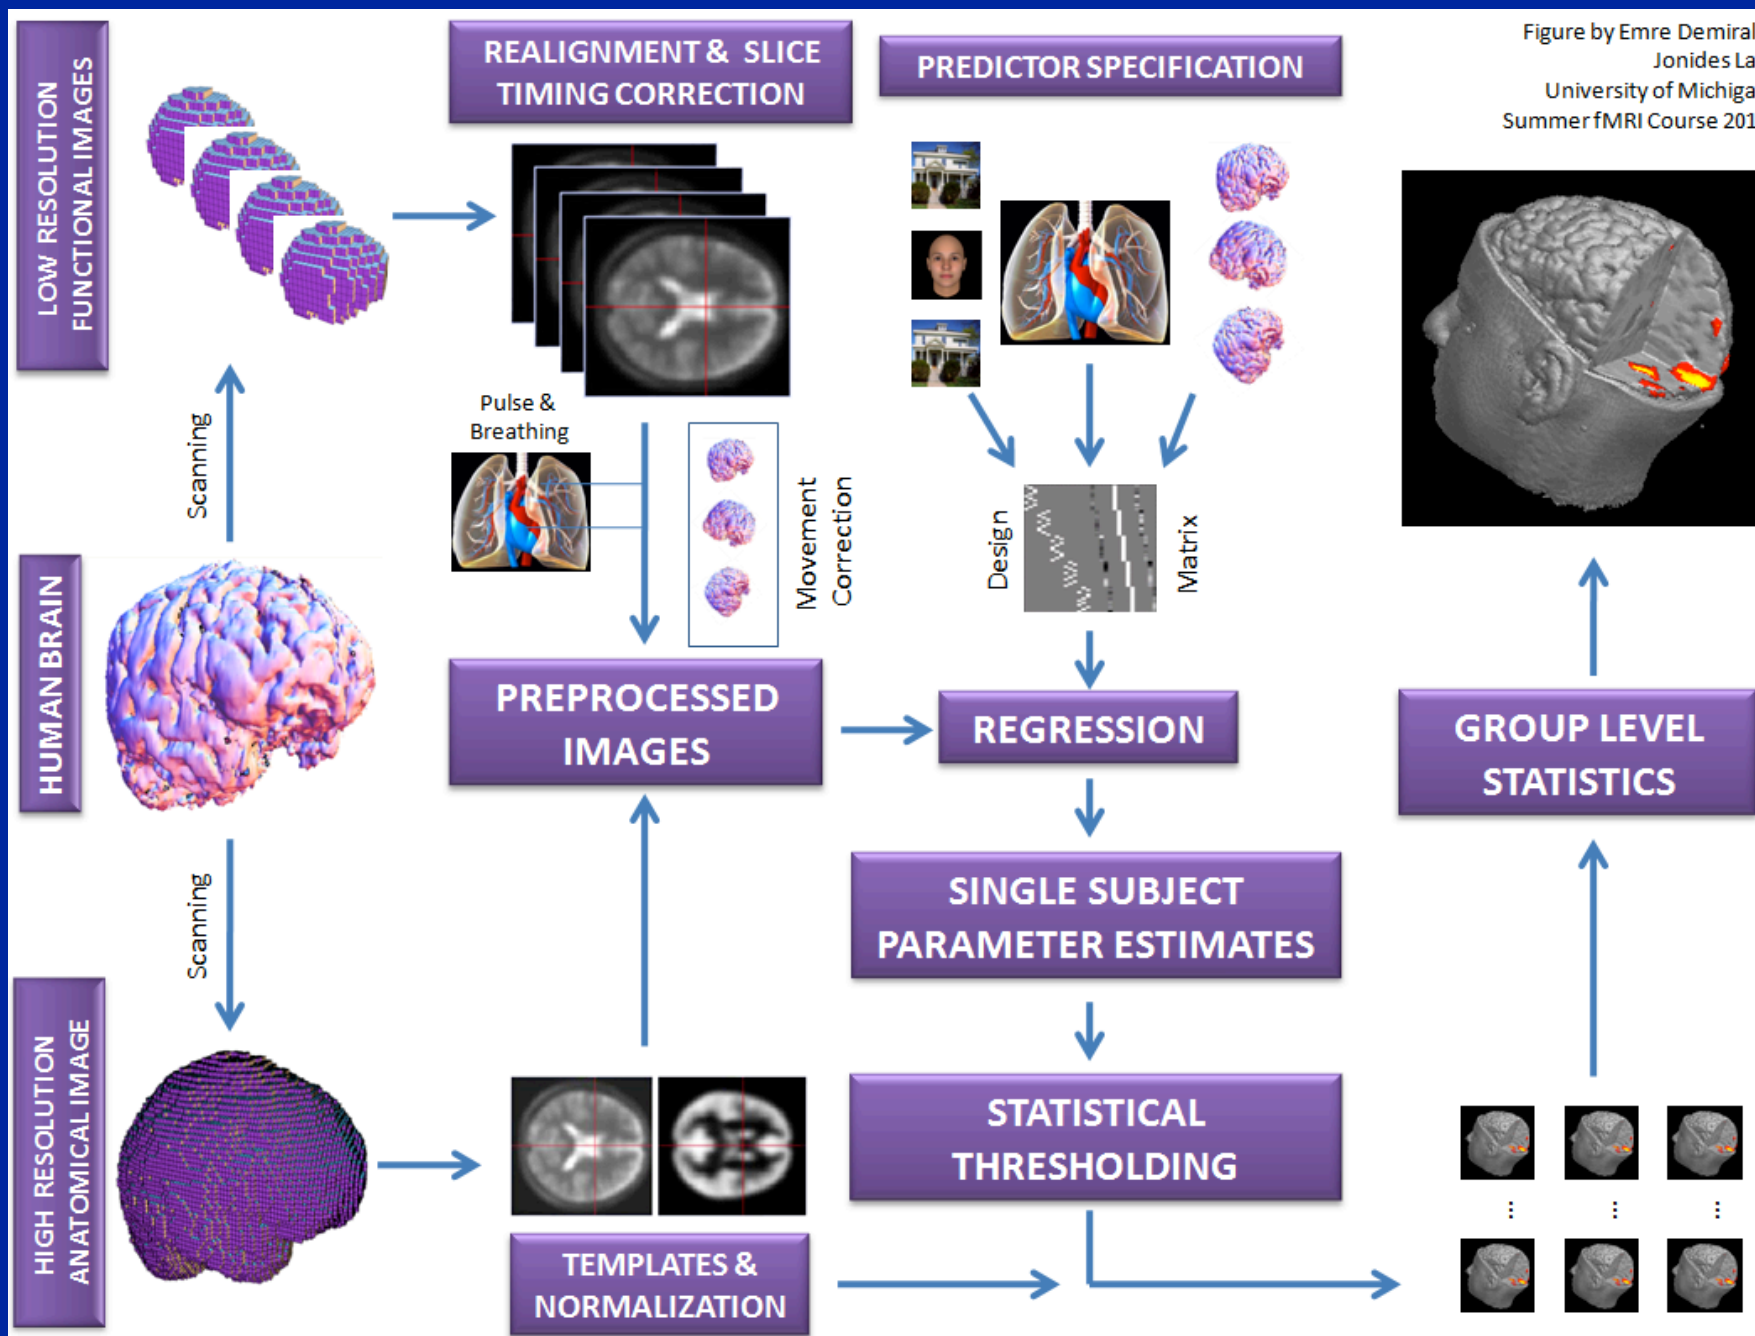 LOW RESOLUTION
FUNCTIONAL IMAGES
REALIGNMENT & SLICE
TIMING CORRECTION
PREDICTOR SPECIFICATION
Figure by Emre Demiral
Jonides La
University of Michiga
Summer fMRI Course 201
Scanning
Pulse &
Breathing
Movement
Correction
Design
Matrix
HUMAN BRAIN
PREPROCESSED
IMAGES
REGRESSION
GROUP LEVEL
STATISTICS
Scanning
SINGLE SUBJECT
PARAMETER ESTIMATES
HIGH RESOLUTION
ANATOMICAL IMAGE
STATISTICAL
THRESHOLDING
... ... ...
TEMPLATES &
NORMALIZATION